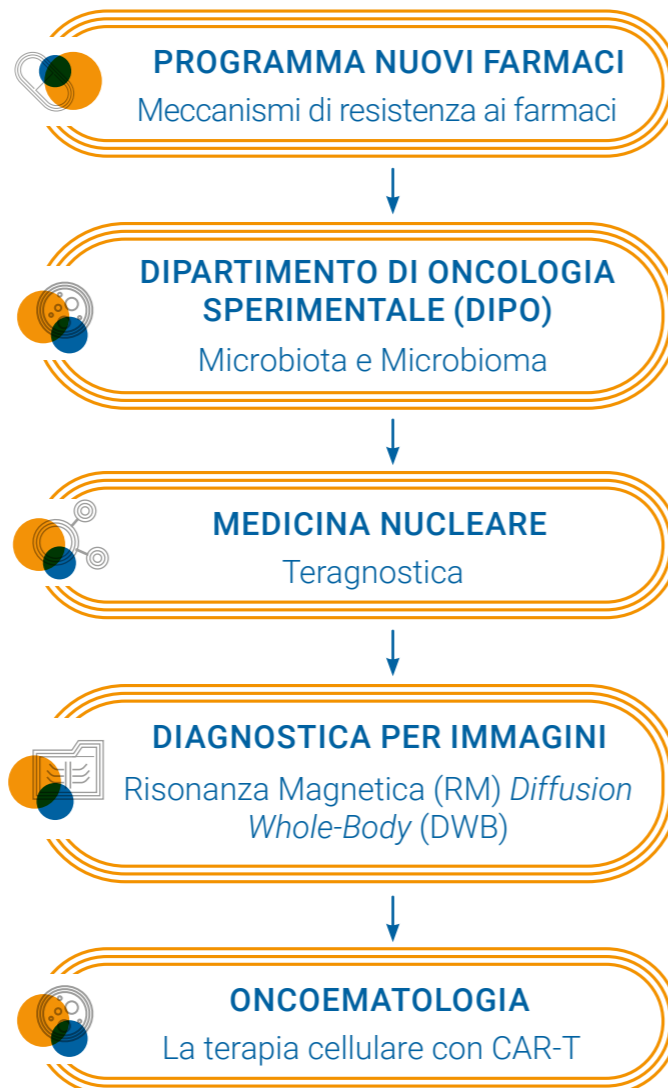 PROGRAMMA NUOVI FARMACI
Meccanismi di resistenza ai farmaci
DIPARTIMENTO DI ONCOLOGIA
SPERIMENTALE (DIPO)
Microbiota e Microbioma
MEDICINA NUCLEARE
Teragnostica
DIAGNOSTICA PER IMMAGINI
Risonanza Magnetica (RM) Diffusion
Whole-Body (DWB)
ONCOEMATOLOGIA
La terapia cellulare con CAR-T